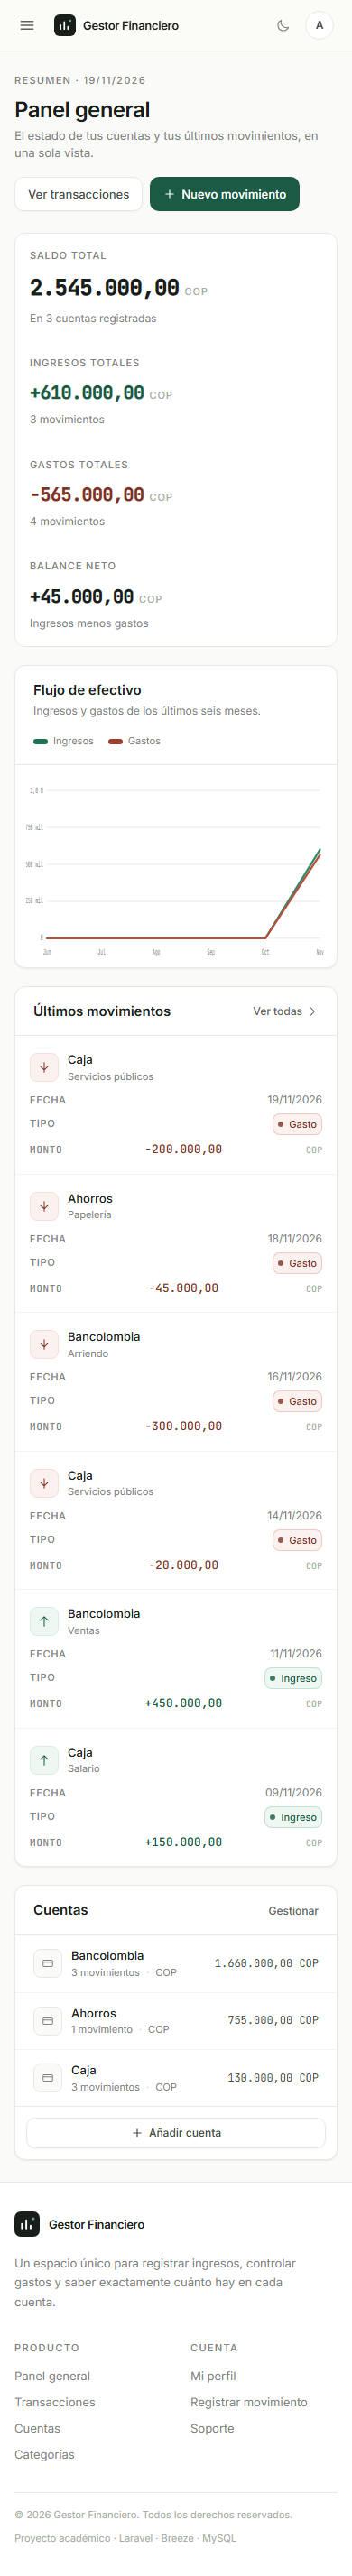 Gestor Financiero
A
RESUMEN · 19/11/2026
Panel general
El estado de tus cuentas y tus últimos movimientos, en
una sola vista.
Ver transacciones
+ Nuevo movimiento
SALDO TOTAL
2.545.000,00 COP
En 3 cuentas registradas
INGRESOS TOTALES
+610.000,00 COP
3 movimientos
GASTOS TOTALES
-565.000,00 COP
4 movimientos
BALANCE NETO
+45.000,00 COP
Ingresos menos gastos
Flujo de efectivo
Ingresos y gastos de los últimos seis meses.
Ingresos Gastos
1,0 M
750 mil
500 mil
250 mil
0
Jun Jul Ago Sep Oct Nov
Últimos movimientos
Ver todas
Caja
Servicios públicos
FECHA 19/11/2026
TIPO Gasto
MONTO -200.000,00 COP
Ahorros
Papelería
FECHA 18/11/2026
TIPO Gasto
MONTO -45.000,00 COP
Bancolombia
Arriendo
FECHA 16/11/2026
TIPO Gasto
MONTO -300.000,00 COP
Caja
Servicios públicos
FECHA 14/11/2026
TIPO Gasto
MONTO -20.000,00 COP
Bancolombia
Ventas
FECHA 11/11/2026
TIPO Ingreso
MONTO +450.000,00 COP
Caja
Salario
FECHA 09/11/2026
TIPO Ingreso
MONTO +150.000,00 COP
Cuentas
Gestionar
Bancolombia
3 movimientos · COP
1.660.000,00 COP
Ahorros
1 movimiento · COP
755.000,00 COP
Caja
3 movimientos · COP
130.000,00 COP
+ Añadir cuenta
Gestor Financiero
Un espacio único para registrar ingresos, controlar
gastos y saber exactamente cuánto hay en cada
cuenta.
PRODUCTO
Panel general
Transacciones
Cuentas
Categorías
CUENTA
Mi perfil
Registrar movimiento
Soporte
© 2026 Gestor Financiero. Todos los derechos reservados.
Proyecto académico · Laravel · Breeze · MySQL